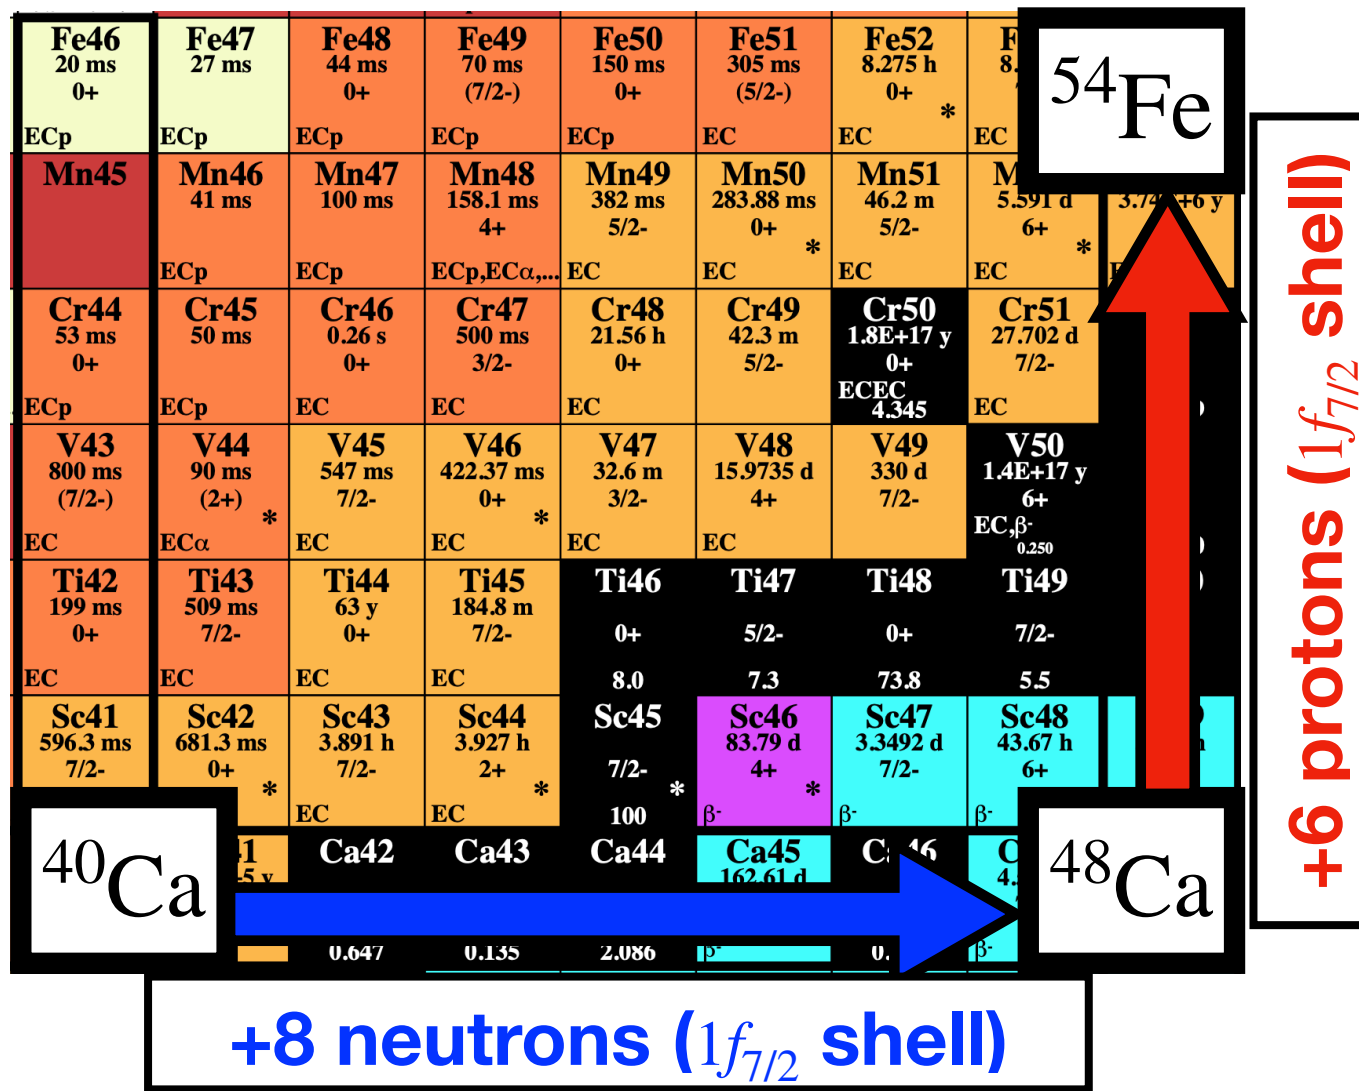 Fe46
20 ms
0+
ECp
Fe47
27 ms
ECp
Fe48
44 ms
0+
ECp
Fe49
70 ms
(7/2-)
ECp
Fe50
150 ms
0+
ECp
Fe51
305 ms
(5/2-)
EC
Fe52
8.275 h
0+
*
EC
F
8.
EC
54Fe
Mn45
Mn46
41 ms
ECp
Mn47
100 ms
ECp
Mn48
158.1 ms
4+
ECp,ECα,...
Mn49
382 ms
5/2-
EC
Mn50
283.88 ms
0+
*
EC
Mn51
46.2 m
5/2-
EC
M
5.591 d
6+
*
EC
+6 y
Cr44
53 ms
0+
ECp
Cr45
50 ms
ECp
Cr46
0.26 s
0+
EC
Cr47
500 ms
3/2-
EC
Cr48
21.56 h
0+
EC
Cr49
42.3 m
5/2-
EC
Cr50
1.8E+17 y
0+
ECEC
4.345
Cr51
27.702 d
7/2-
EC
V43
800 ms
(7/2-)
EC
V44
90 ms
(2+)
*
ECα
V45
547 ms
7/2-
EC
V46
422.37 ms
0+
*
EC
V47
32.6 m
3/2-
EC
V48
15.9735 d
4+
EC
V49
330 d
7/2-
V50
1.4E+17 y
6+
EC,β-
0.250
Ti42
199 ms
0+
EC
Ti43
509 ms
7/2-
EC
Ti44
63 y
0+
EC
Ti45
184.8 m
7/2-
EC
Ti46
0+
8.0
Ti47
5/2-
7.3
Ti48
0+
73.8
Ti49
7/2-
5.5
Sc41
596.3 ms
7/2-
Sc42
681.3 ms
0+
*
Sc43
3.891 h
7/2-
EC
Sc44
3.927 h
2+
*
EC
Sc45
7/2-
*
100
Sc46
83.79 d
4+
*
β-
Sc47
3.3492 d
7/2-
β-
Sc48
43.67 h
6+
β-
40Ca
41
-5 y
Ca42
0.647
Ca43
0.135
Ca44
2.086
Ca45
162.61 d
β-
46
0.
C
4.
β-
48Ca
+8 neutrons (1f7/2 shell)
+6 protons (1f7/2 shell)